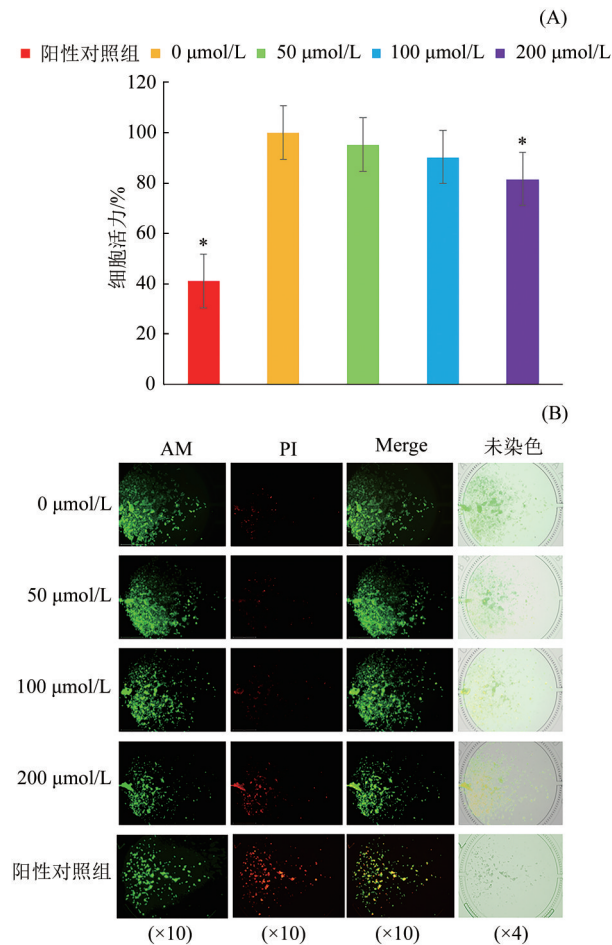 (A)
阳性对照组 0 μmol/L 50 μmol/L 100 μmol/L 200 μmol/L
120
100
80
60
40
20
0
细胞活力/%
*
*
(B)
AM PI Merge 未染色
0 μmol/L
50 μmol/L
100 μmol/L
200 μmol/L
阳性对照组
(×10) (×10) (×10) (×4)